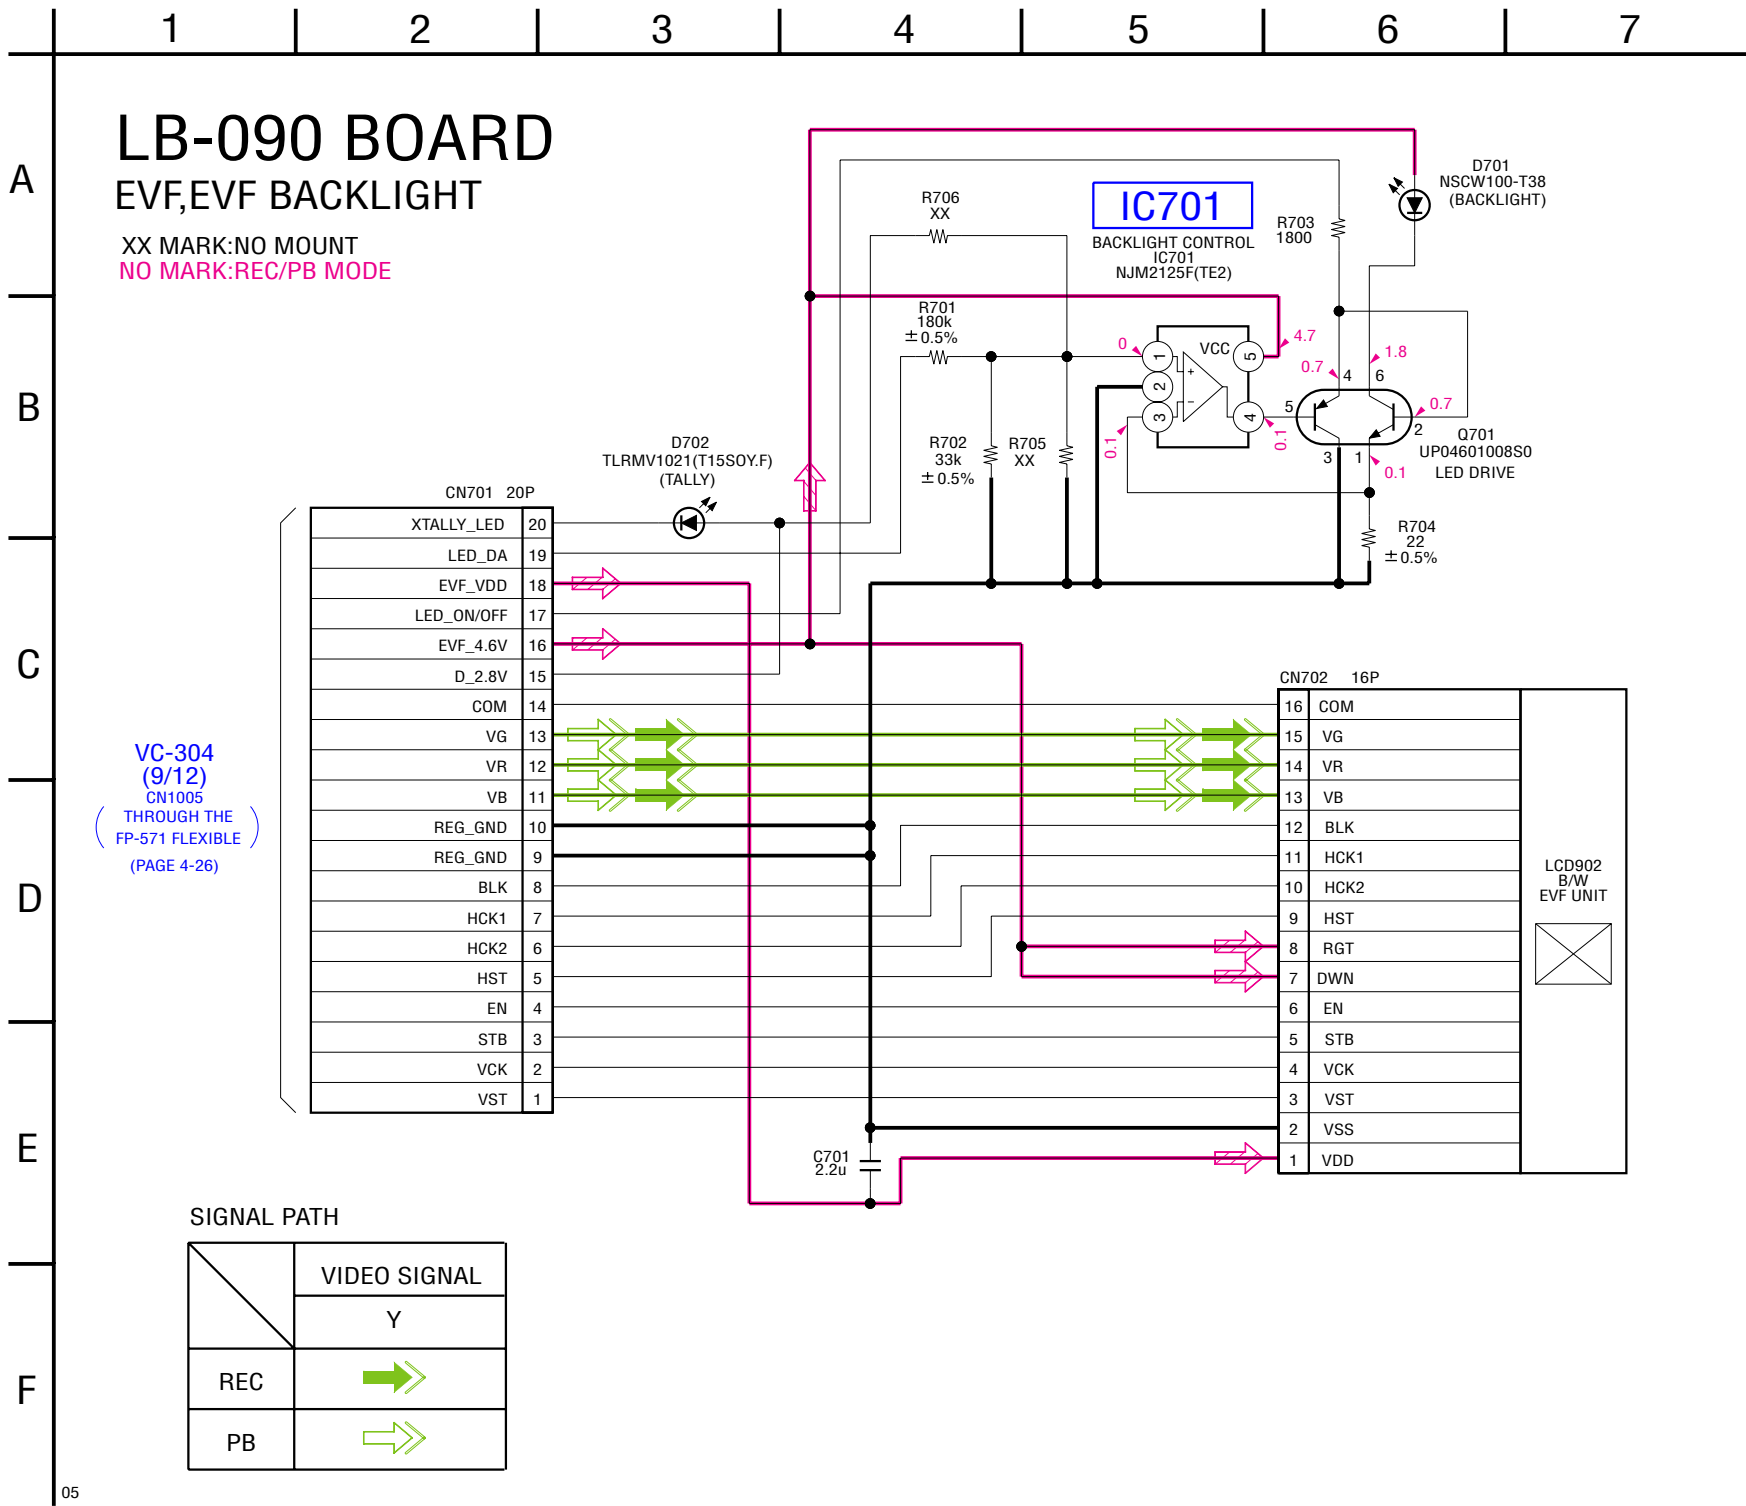 1 2 3 4 5 6 7
A
B
C
D
E
F
LB-090 BOARD
EVF,EVF BACKLIGHT
XX MARK:NO MOUNT
NO MARK:REC/PB MODE
R706
XX
IC701
BACKLIGHT CONTROL
IC701
NJM2125F(TE2)
R703
1800
D701
NSCW100-T38
(BACKLIGHT)
R701
180k
±0.5%
0
1
2
3
+
-
VCC
5
4
4.7
0.1
0.1
0.7
4
6
1.8
5
0.7
2
3
1
0.1
Q701
UP04601008S0
LED DRIVE
R702
33k
±0.5%
R705
XX
R704
22
±0.5%
D702
TLRMV1021(T15SOY.F)
(TALLY)
CN701 20P
XTALLY_LED 20
LED_DA 19
EVF_VDD 18
LED_ON/OFF 17
EVF_4.6V 16
D_2.8V 15
COM 14
VG 13
VR 12
VB 11
REG_GND 10
REG_GND 9
BLK 8
HCK1 7
HCK2 6
HST 5
EN 4
STB 3
VCK 2
VST 1
VC-304
(9/12)
CN1005
THROUGH THE
FP-571 FLEXIBLE
(PAGE 4-26)
CN702 16P
16 COM
15 VG
14 VR
13 VB
12 BLK
11 HCK1
10 HCK2
9 HST
8 RGT
7 DWN
6 EN
5 STB
4 VCK
3 VST
2 VSS
1 VDD
LCD902
B/W
EVF UNIT
C701
2.2u
SIGNAL PATH
VIDEO SIGNAL
Y
REC
PB
05